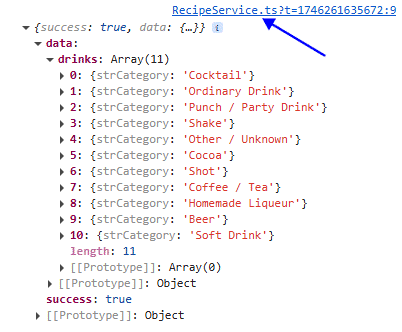 RecipeService.ts?t=1746261635672:9
{success: true, data: {…}} i
data:
drinks: Array(11)
0: {strCategory: 'Cocktail'}
1: {strCategory: 'Ordinary Drink'}
2: {strCategory: 'Punch / Party Drink'}
3: {strCategory: 'Shake'}
4: {strCategory: 'Other / Unknown'}
5: {strCategory: 'Cocoa'}
6: {strCategory: 'Shot'}
7: {strCategory: 'Coffee / Tea'}
8: {strCategory: 'Homemade Liqueur'}
9: {strCategory: 'Beer'}
10: {strCategory: 'Soft Drink'}
length: 11
[[Prototype]]: Array(0)
[[Prototype]]: Object
success: true
[[Prototype]]: Object